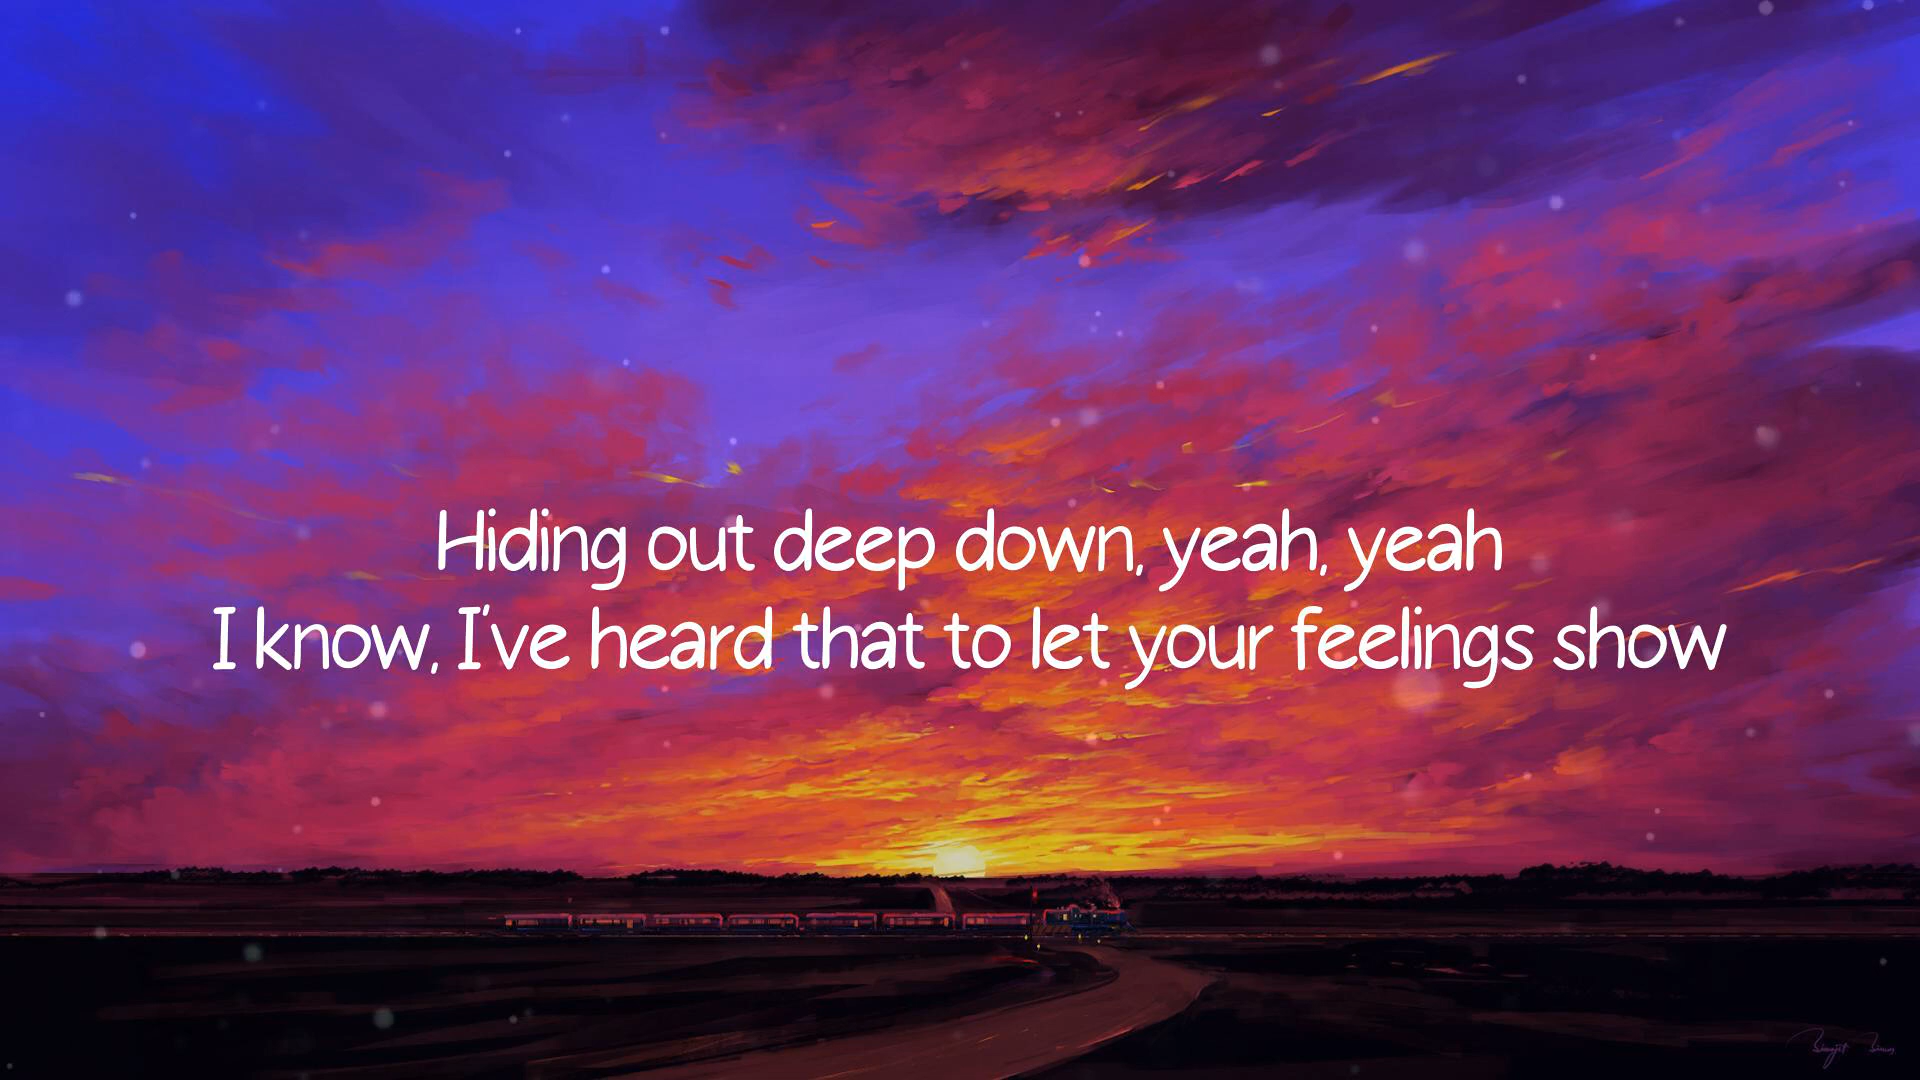 Hiding out deep down, yeah, yeah
I know, I've heard that to let your feelings show